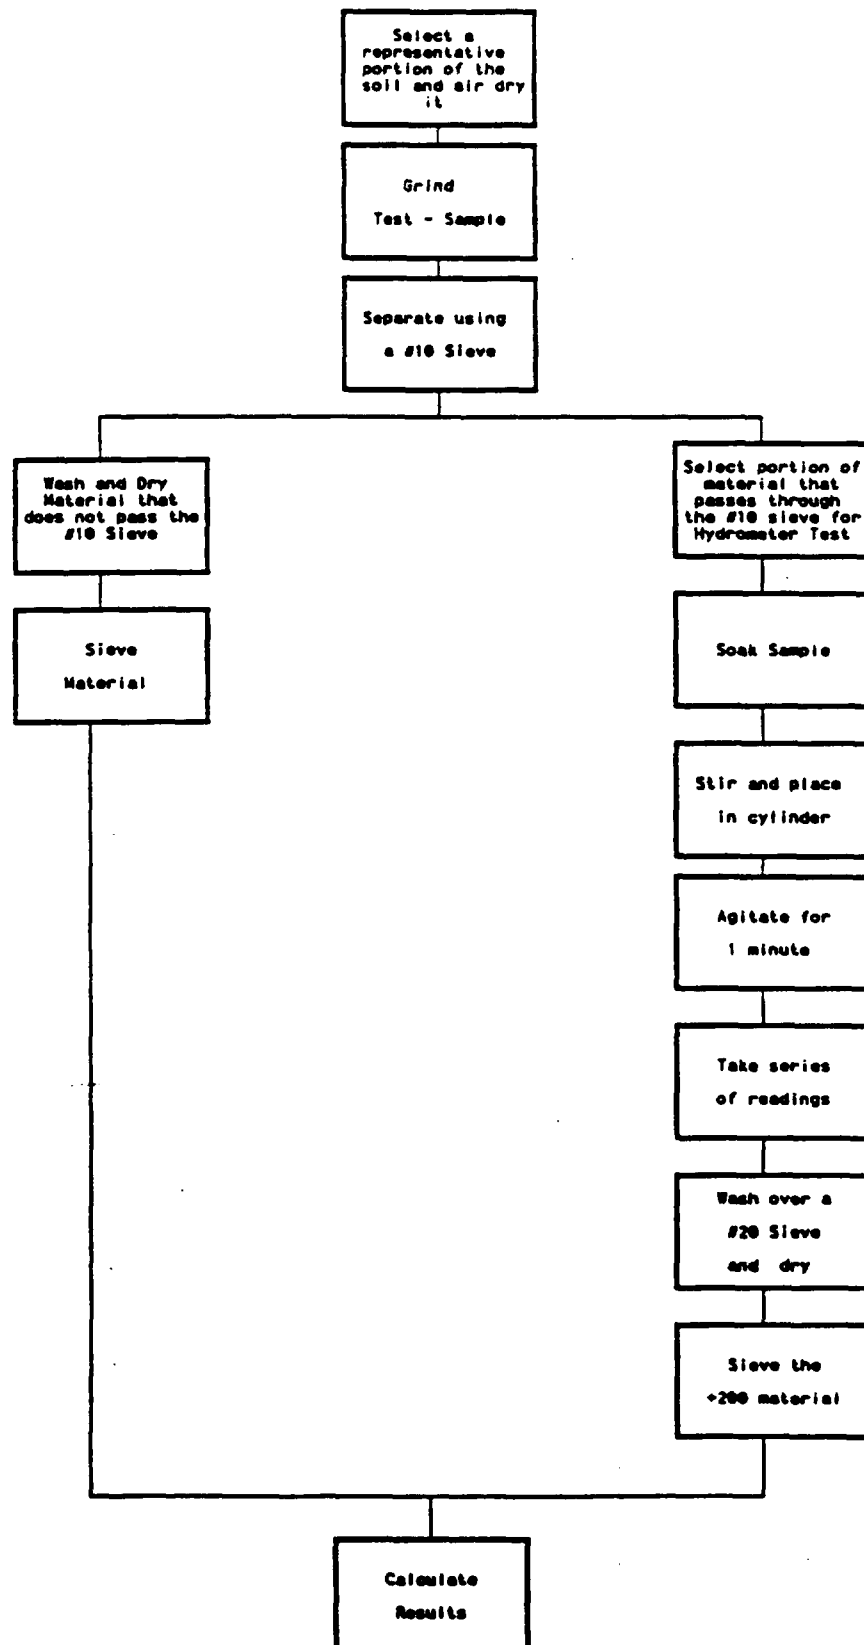 Select a
representative
portion of the
soil and air dry
it
Grind
Test - Sample
Separate using
a #10 Sieve
Wash and Dry
Material that
does not pass the
#10 Sieve
Sieve
Material
Select portion of
material that
passes through
the #10 sieve for
Hydrometer Test
Soak Sample
Stir and place
in cylinder
Agitate for
1 minute
Take series
of readings
Wash over a
#20 Sieve
and dry
Sieve the
+200 material
Calculate
Results